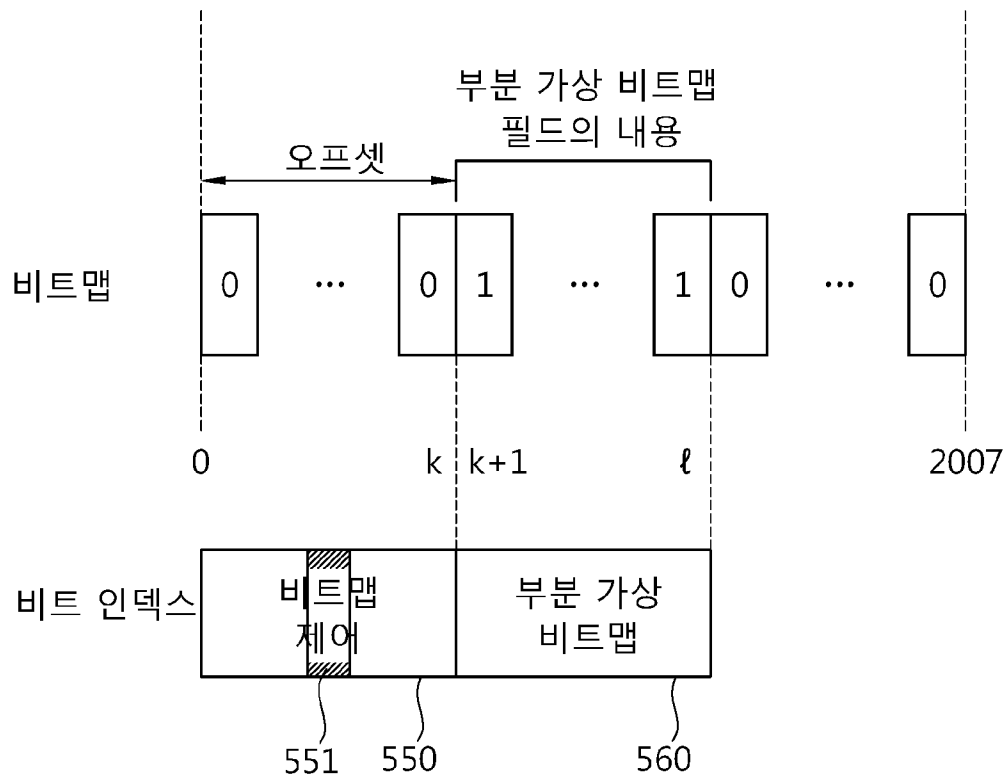 부분 가상 비트맵
필드의 내용
오프셋
비트맵 0 ... 0 1 ... 1 0 ... 0
0 k k+1 ℓ 2007
비트 인덱스
비트맵
제어
부분 가상
비트맵
551 550 560